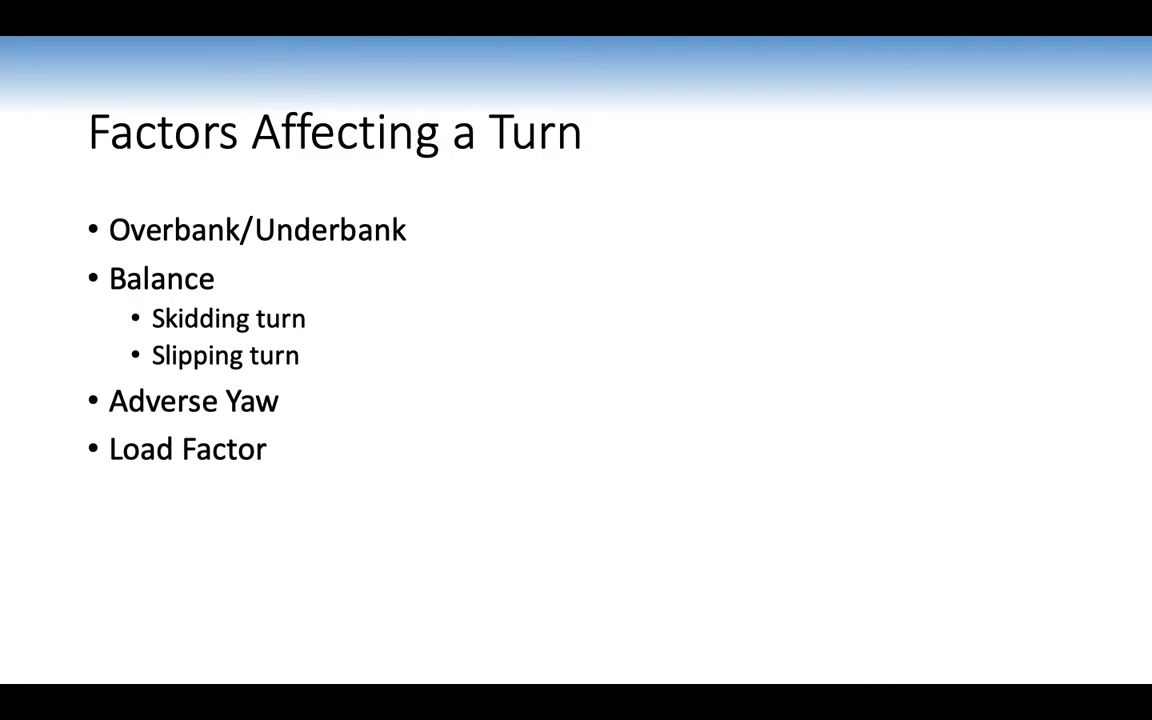 Factors Affecting a Turn
• Overbank/Underbank
• Balance
• Skidding turn
• Slipping turn
• Adverse Yaw
• Load Factor